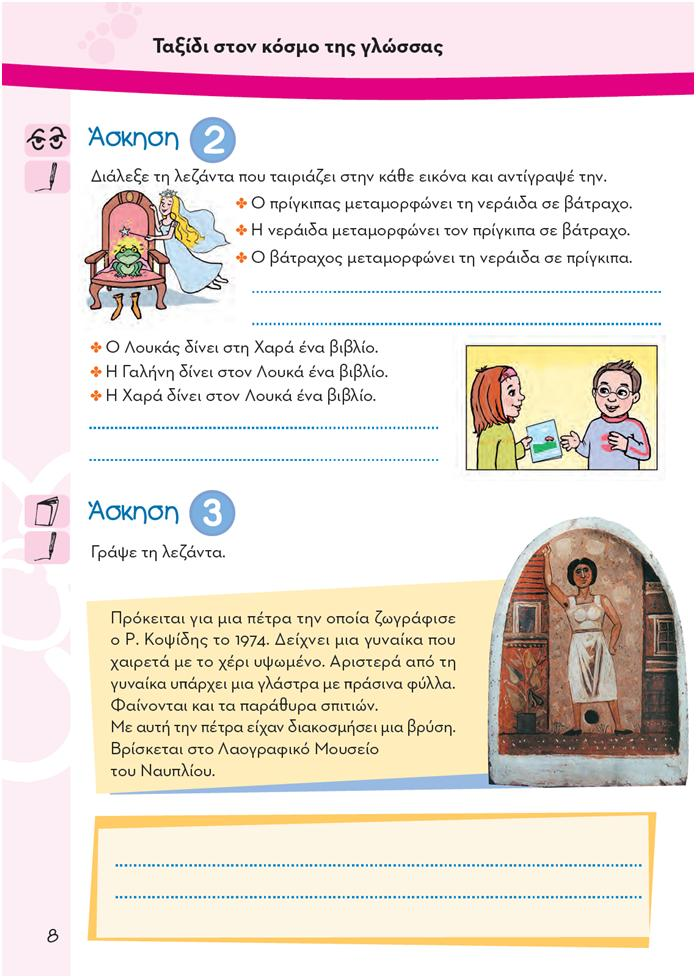 Ταξίδι στον κόσμο της γλώσσας
Άσκηση 2
Διάλεξε τη λεζάντα που ταιριάζει στην κάθε εικόνα και αντίγραψέ την.
✤ Ο πρίγκιπας μεταμορφώνει τη νεράιδα σε βάτραχο.
✤ Η νεράιδα μεταμορφώνει τον πρίγκιπα σε βάτραχο.
✤ Ο βάτραχος μεταμορφώνει τη νεράιδα σε πρίγκιπα.
✤ Ο Λουκάς δίνει στη Χαρά ένα βιβλίο.
✤ Η Γαλήνη δίνει στον Λουκά ένα βιβλίο.
✤ Η Χαρά δίνει στον Λουκά ένα βιβλίο.
Άσκηση 3
Γράψε τη λεζάντα.
Πρόκειται για μια πέτρα την οποία ζωγράφισε
ο Ρ. Κοψίδης το 1974. Δείχνει μια γυναίκα που
χαιρετά με το χέρι υψωμένο. Αριστερά από τη
γυναίκα υπάρχει μια γλάστρα με πράσινα φύλλα.
Φαίνονται και τα παράθυρα σπιτιών.
Με αυτή την πέτρα είχαν διακοσμήσει μια βρύση.
Βρίσκεται στο Λαογραφικό Μουσείο
του Ναυπλίου.
8